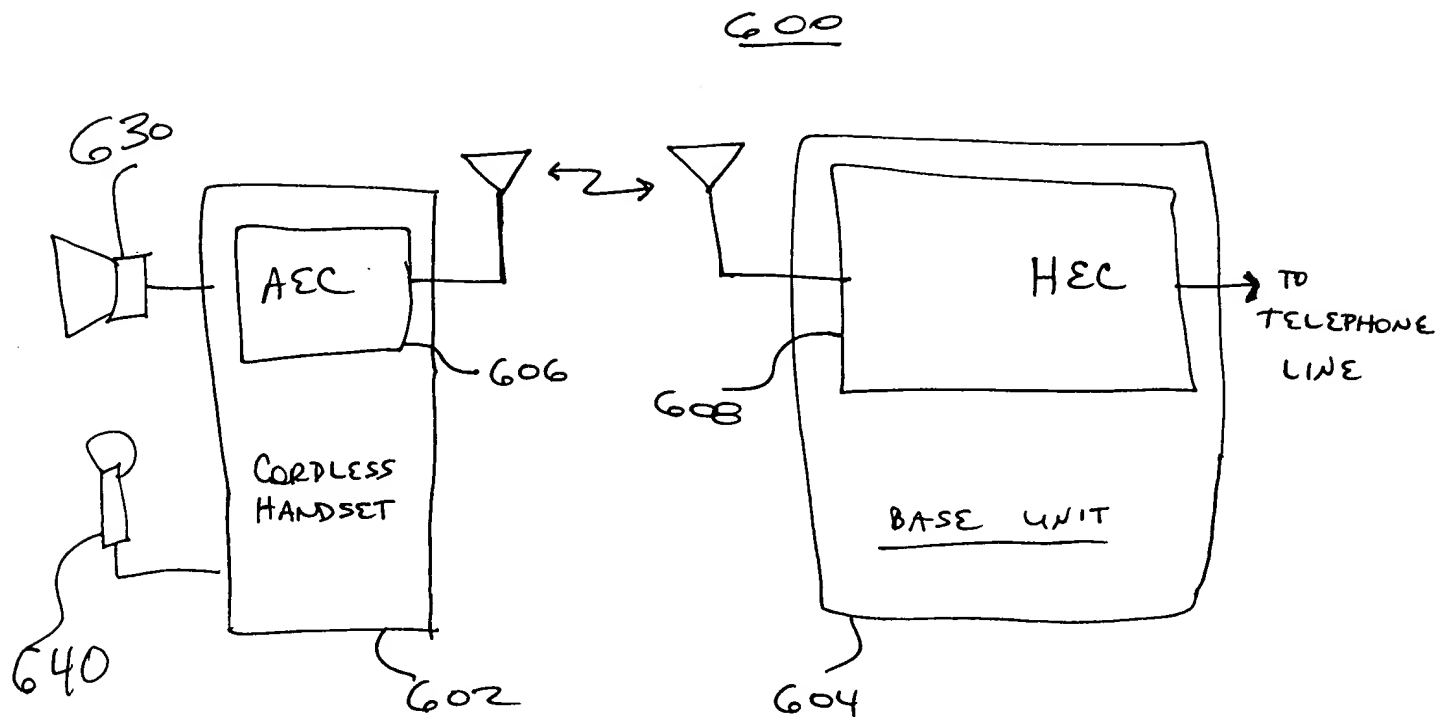 600
630
AEC
HEC
TO
TELEPHONE
LINE
606
608
CORDLESS
HANDSET
BASE UNIT
640
602
604